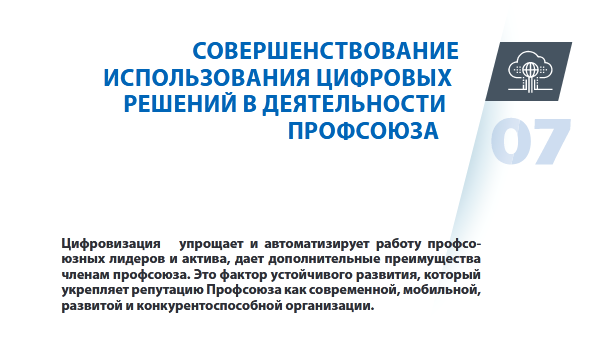 СОВЕРШЕНСТВОВАНИЕ
ИСПОЛЬЗОВАНИЯ ЦИФРОВЫХ
РЕШЕНИЙ В ДЕЯТЕЛЬНОСТИ
ПРОФСОЮЗА
07
Цифровизация упрощает и автоматизирует работу профсо-
юзных лидеров и актива, дает дополнительные преимущества
членам профсоюза. Это фактор устойчивого развития, который
укрепляет репутацию Профсоюза как современной, мобильной,
развитой и конкурентоспособной организации.